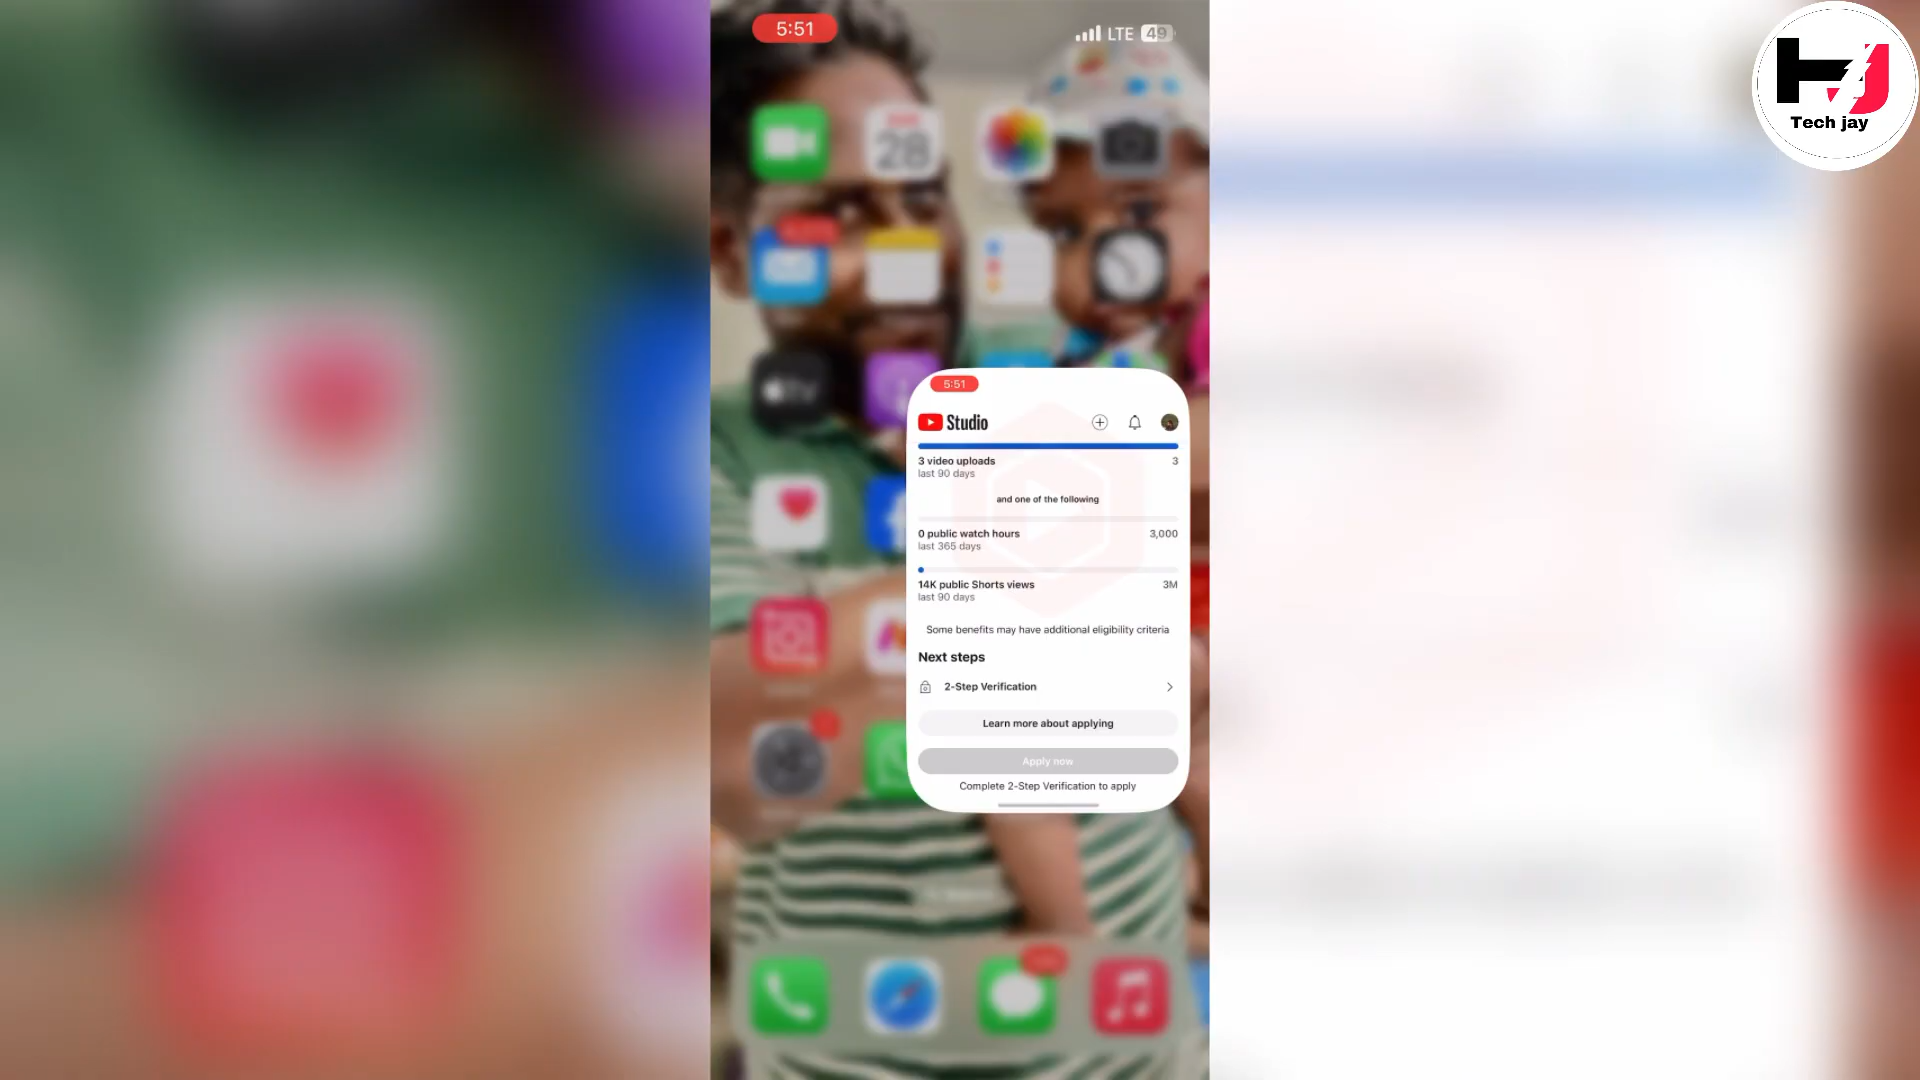 5:51
LTE 49
Tech jay
28
tv
5:51
Studio
3 video uploads 3
last 90 days
and one of the following
0 public watch hours 3,000
last 365 days
14K public Shorts views 3M
last 90 days
Some benefits may have additional eligibility criteria
Next steps
2-Step Verification
Learn more about applying
Apply now
Complete 2-Step Verification to apply